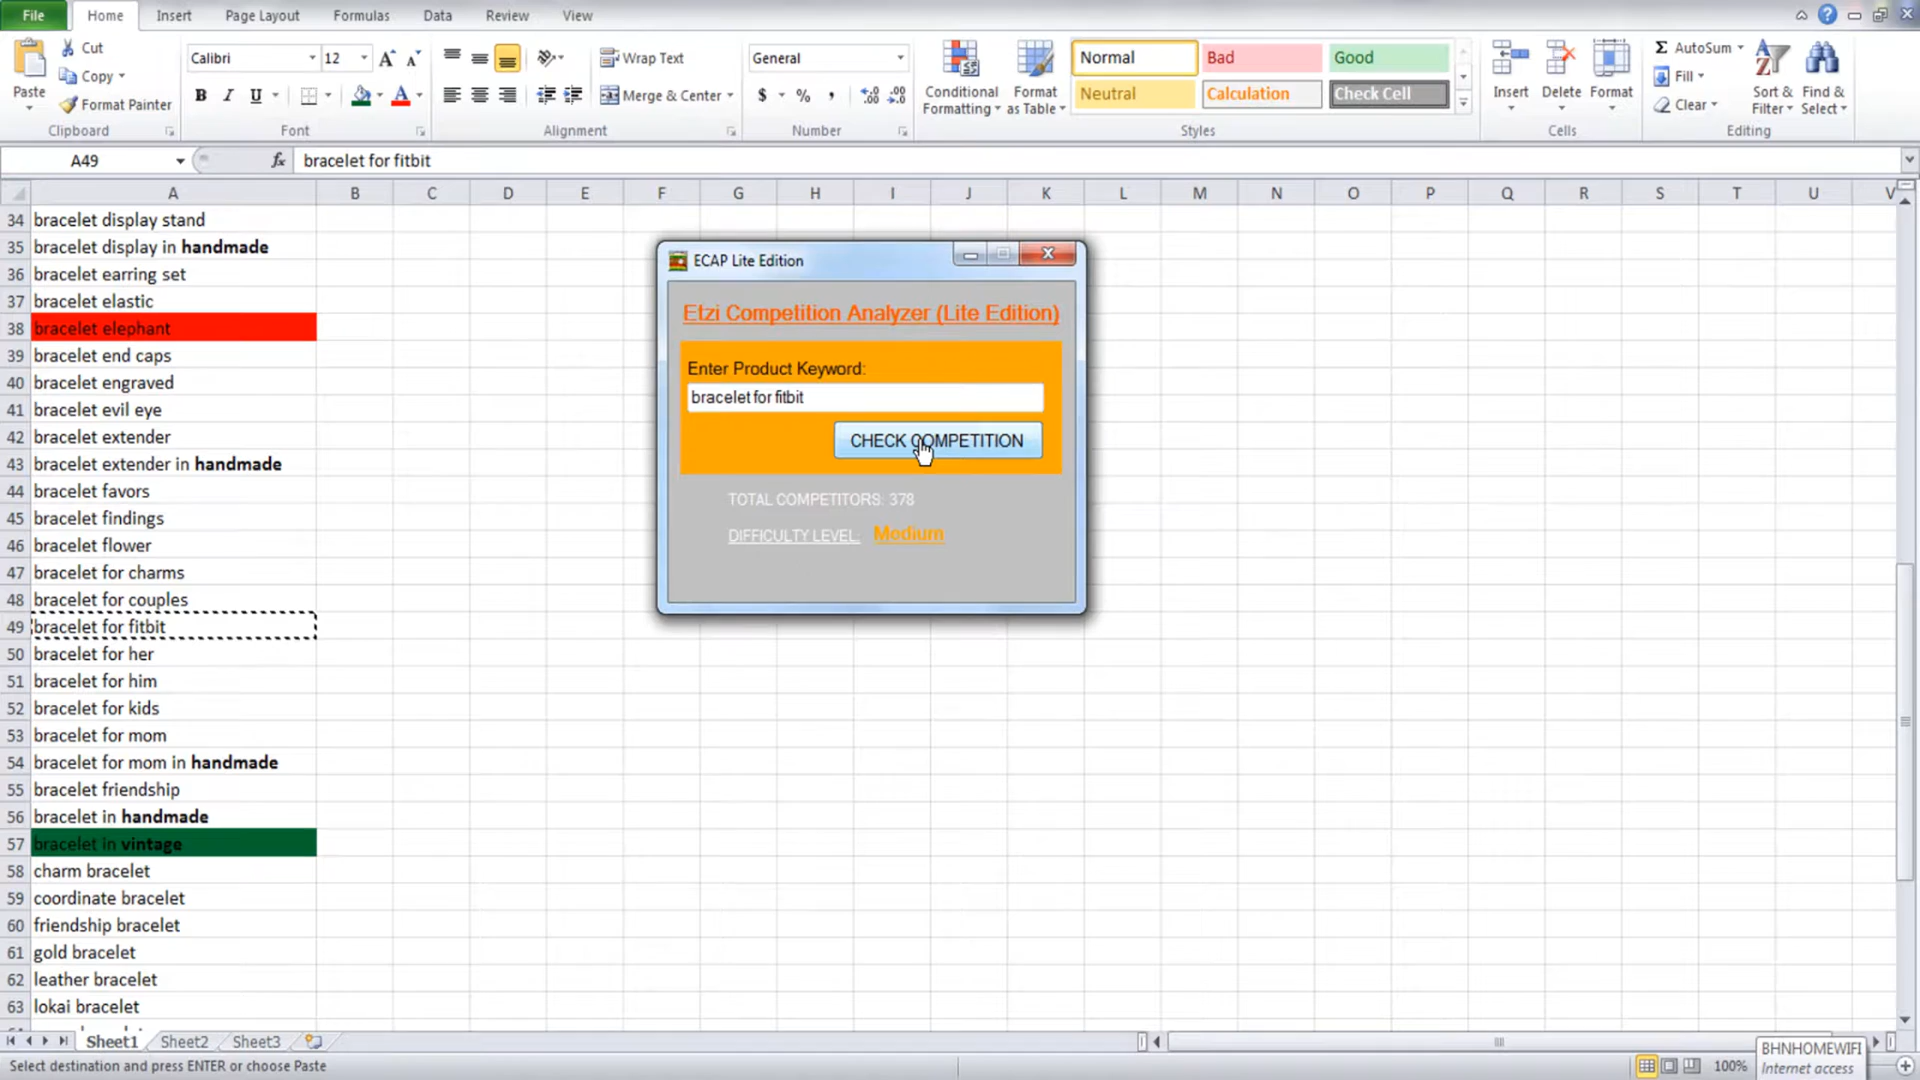 File Home Insert Page Layout Formulas Data Review View
Paste Cut Copy Format Painter
Calibri 12
B I U
Wrap Text
Merge & Center
General
$ % ,
Conditional Formatting Format as Table
Normal Bad Good
Neutral Calculation Check Cell
Insert Delete Format
Σ AutoSum
Fill
Clear
Sort & Filter Find & Select
Clipboard Font Alignment Number Styles Cells Editing
A49 fx bracelet for fitbit
A B C D E F G H I J K L M N O P Q R S T U V
34 bracelet display stand
35 bracelet display in handmade
36 bracelet earring set
37 bracelet elastic
38 bracelet elephant
39 bracelet end caps
40 bracelet engraved
41 bracelet evil eye
42 bracelet extender
43 bracelet extender in handmade
44 bracelet favors
45 bracelet findings
46 bracelet flower
47 bracelet for charms
48 bracelet for couples
49 bracelet for fitbit
50 bracelet for her
51 bracelet for him
52 bracelet for kids
53 bracelet for mom
54 bracelet for mom in handmade
55 bracelet friendship
56 bracelet in handmade
57 bracelet in vintage
58 charm bracelet
59 coordinate bracelet
60 friendship bracelet
61 gold bracelet
62 leather bracelet
63 lokai bracelet
ECAP Lite Edition
Etzi Competition Analyzer (Lite Edition)
Enter Product Keyword:
bracelet for fitbit
CHECK COMPETITION
TOTAL COMPETITORS: 378
DIFFICULTY LEVEL: Medium
Sheet1 Sheet2 Sheet3
Select destination and press ENTER or choose Paste
100%
BHNHOMEWIFI
Internet access